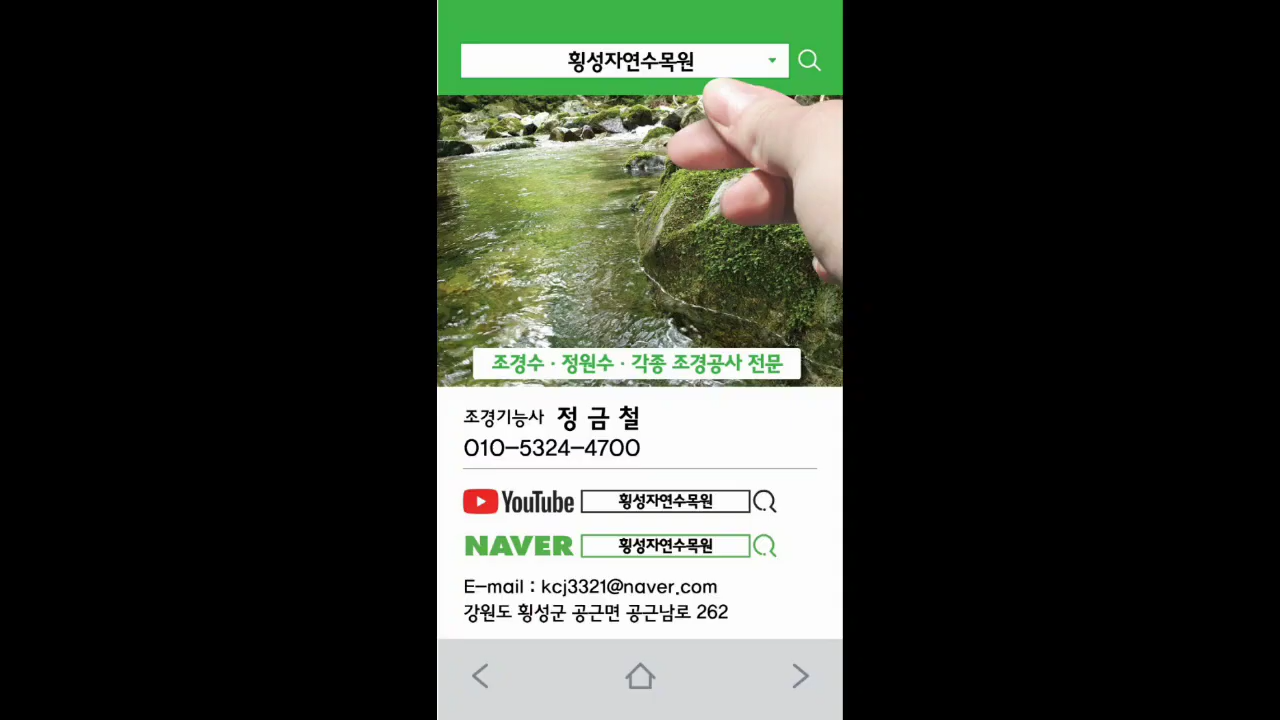 횡성자연수목원
조경수 · 정원수 · 각종 조경공사 전문
조경기능사 정 금 철
010-5324-4700
YouTube 횡성자연수목원
NAVER 횡성자연수목원
E-mail : kcj3321@naver.com
강원도 횡성군 공근면 공근남로 262